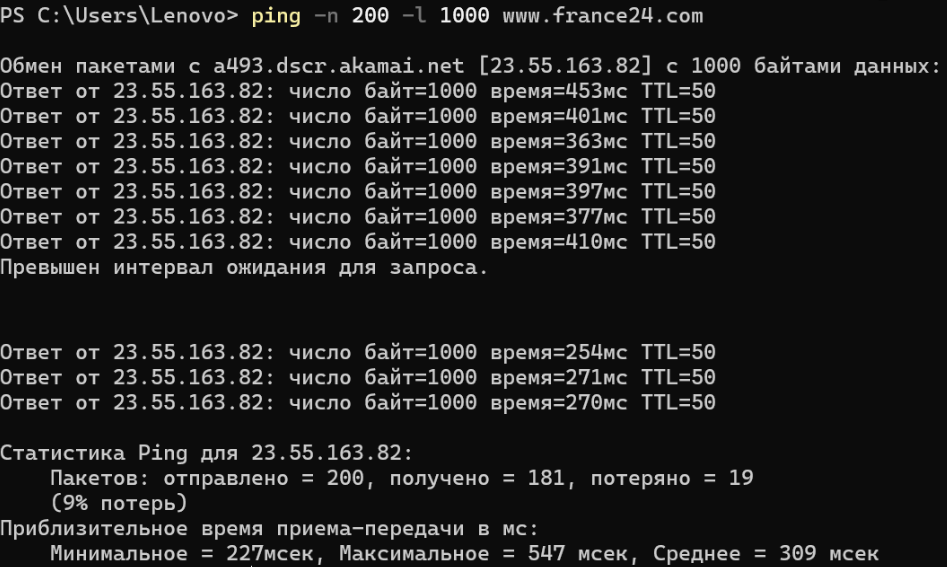 PS C:\Users\Lenovo> ping -n 200 -l 1000 www.france24.com
Обмен пакетами с a493.dscr.akamai.net [23.55.163.82] с 1000 байтами данных:
Ответ от 23.55.163.82: число байт=1000 время=453мс TTL=50
Ответ от 23.55.163.82: число байт=1000 время=401мс TTL=50
Ответ от 23.55.163.82: число байт=1000 время=363мс TTL=50
Ответ от 23.55.163.82: число байт=1000 время=391мс TTL=50
Ответ от 23.55.163.82: число байт=1000 время=397мс TTL=50
Ответ от 23.55.163.82: число байт=1000 время=377мс TTL=50
Ответ от 23.55.163.82: число байт=1000 время=410мс TTL=50
Превышен интервал ожидания для запроса.
Ответ от 23.55.163.82: число байт=1000 время=254мс TTL=50
Ответ от 23.55.163.82: число байт=1000 время=271мс TTL=50
Ответ от 23.55.163.82: число байт=1000 время=270мс TTL=50
Статистика Ping для 23.55.163.82:
Пакетов: отправлено = 200, получено = 181, потеряно = 19
(9% потерь)
Приблизительное время приема-передачи в мс:
Минимальное = 227мсек, Максимальное = 547 мсек, Среднее = 309 мсек